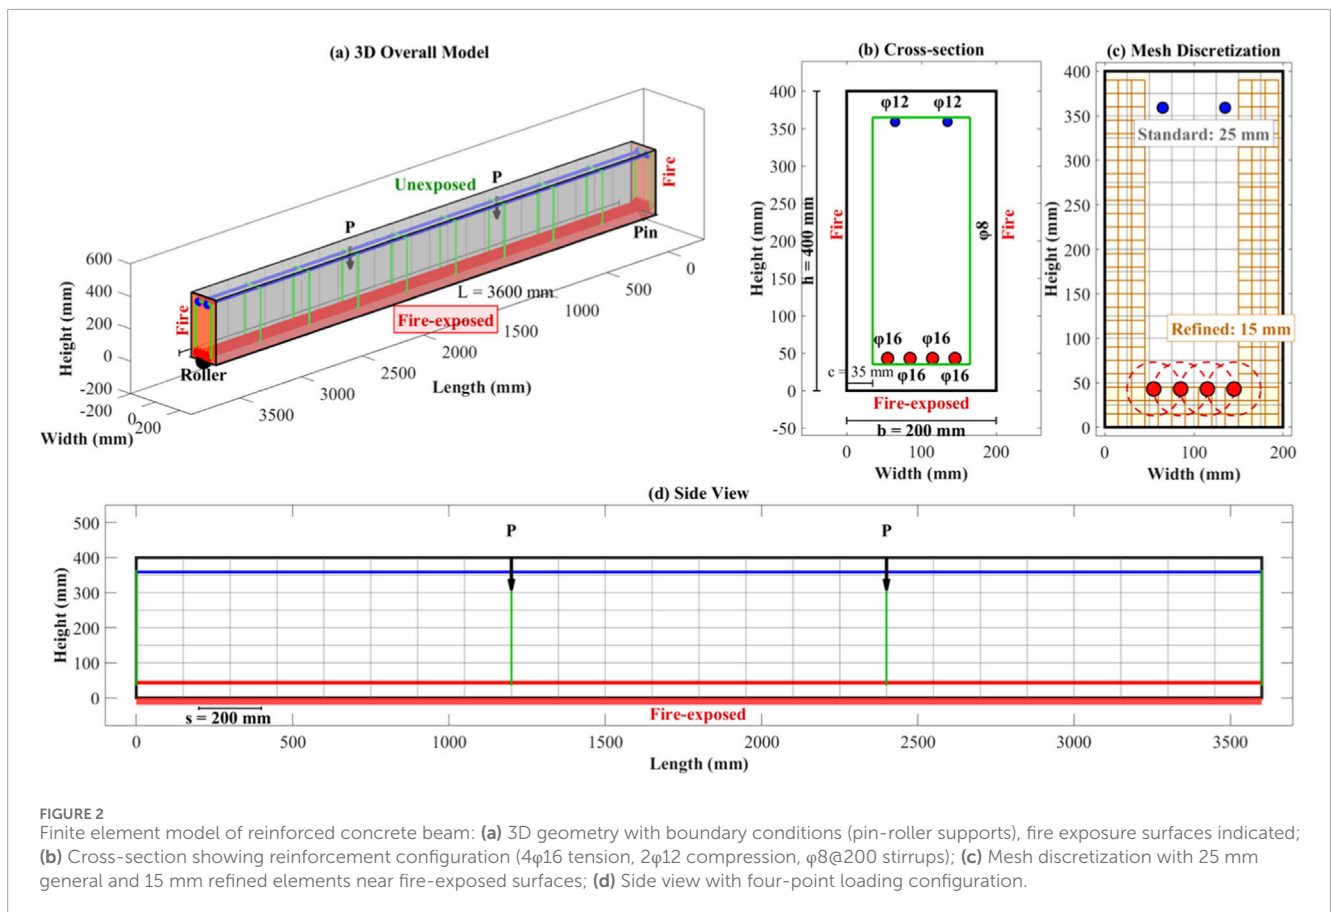 (a) 3D Overall Model
Unexposed
P
P
Fire
Fire
Pin
Roller
L = 3600 mm
Fire-exposed
600
400
200
0
-200
Height (mm)
-200
0
200
Width (mm)
3500
3000
2500
2000
1500
1000
500
0
Length (mm)
(b) Cross-section
400
350
300
250
200
150
100
50
0
-50
Height (mm)
h = 400 mm
Fire
φ12 φ12
φ8
Fire
φ16 φ16
φ16 φ16
c = 35 mm
Fire-exposed
b = 200 mm
0 200
Width (mm)
(c) Mesh Discretization
400
350
300
250
200
150
100
50
0
Height (mm)
Standard: 25 mm
Refined: 15 mm
0 100 200
Width (mm)
(d) Side View
P P
500
400
300
200
100
0
Height (mm)
s = 200 mm
Fire-exposed
0 500 1000 1500 2000 2500 3000 3500
Length (mm)
FIGURE 2
Finite element model of reinforced concrete beam: (a) 3D geometry with boundary conditions (pin-roller supports), fire exposure surfaces indicated;
(b) Cross-section showing reinforcement configuration (4φ16 tension, 2φ12 compression, φ8@200 stirrups); (c) Mesh discretization with 25 mm
general and 15 mm refined elements near fire-exposed surfaces; (d) Side view with four-point loading configuration.